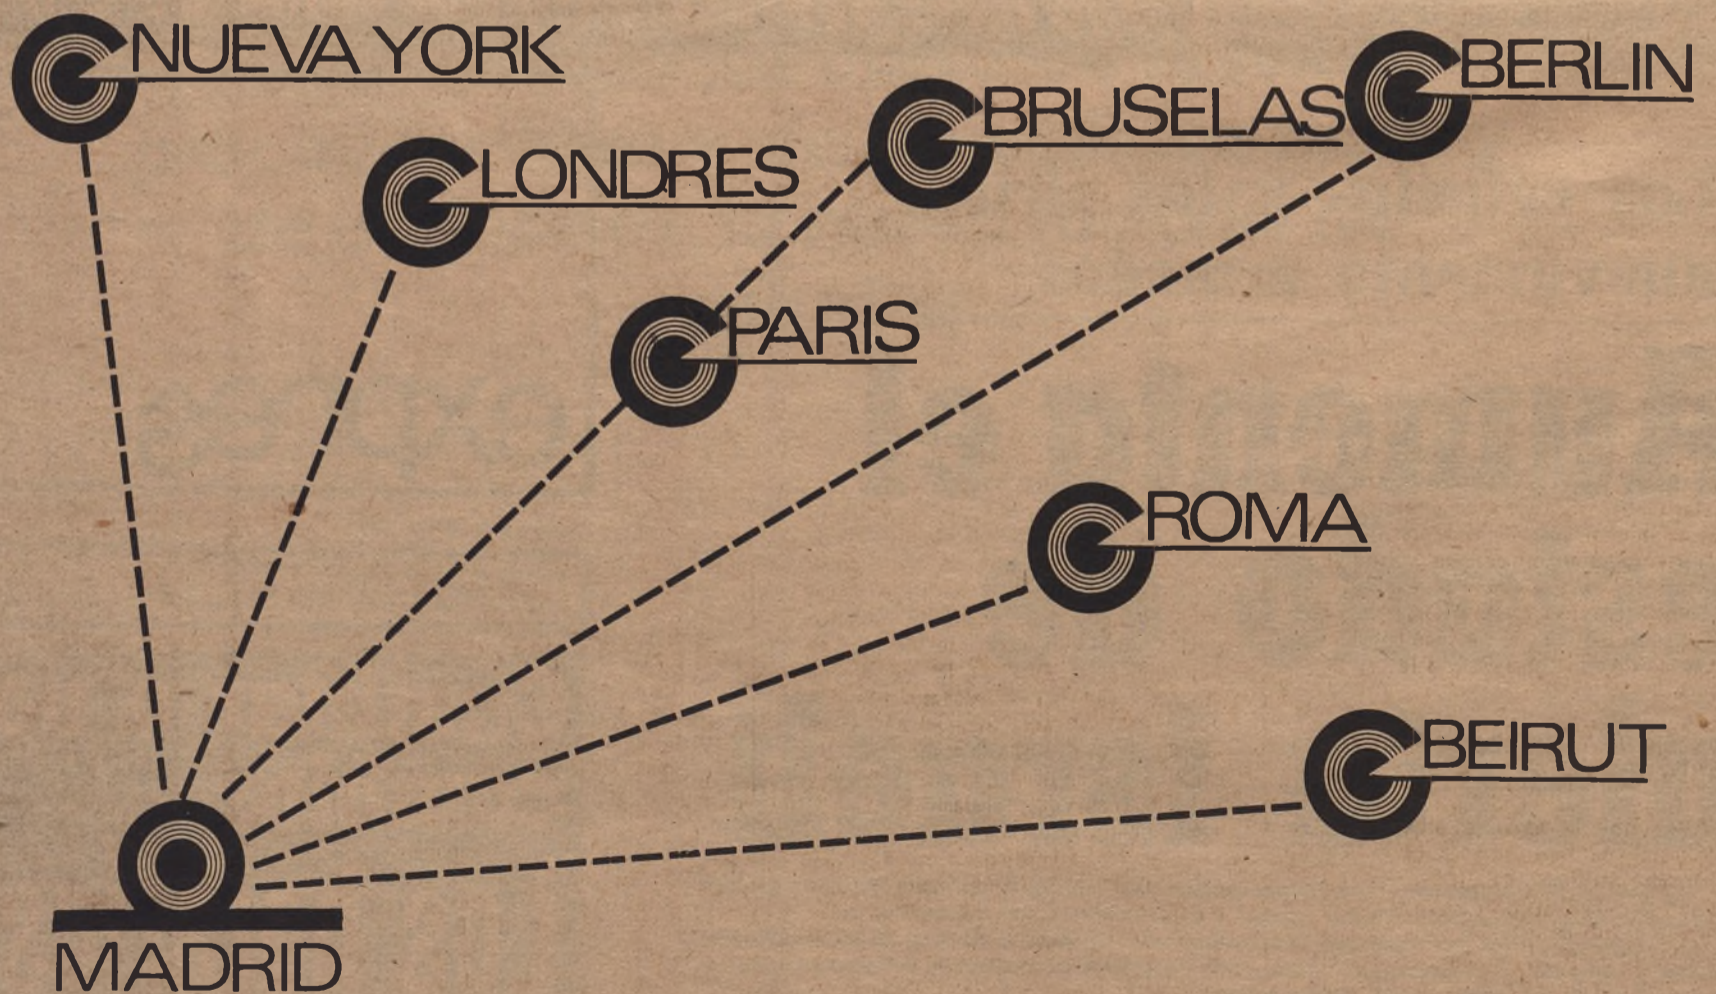 NUEVA YORK
BERLIN
BRUSELAS
LONDRES
PARIS
ROMA
BEIRUT
MADRID